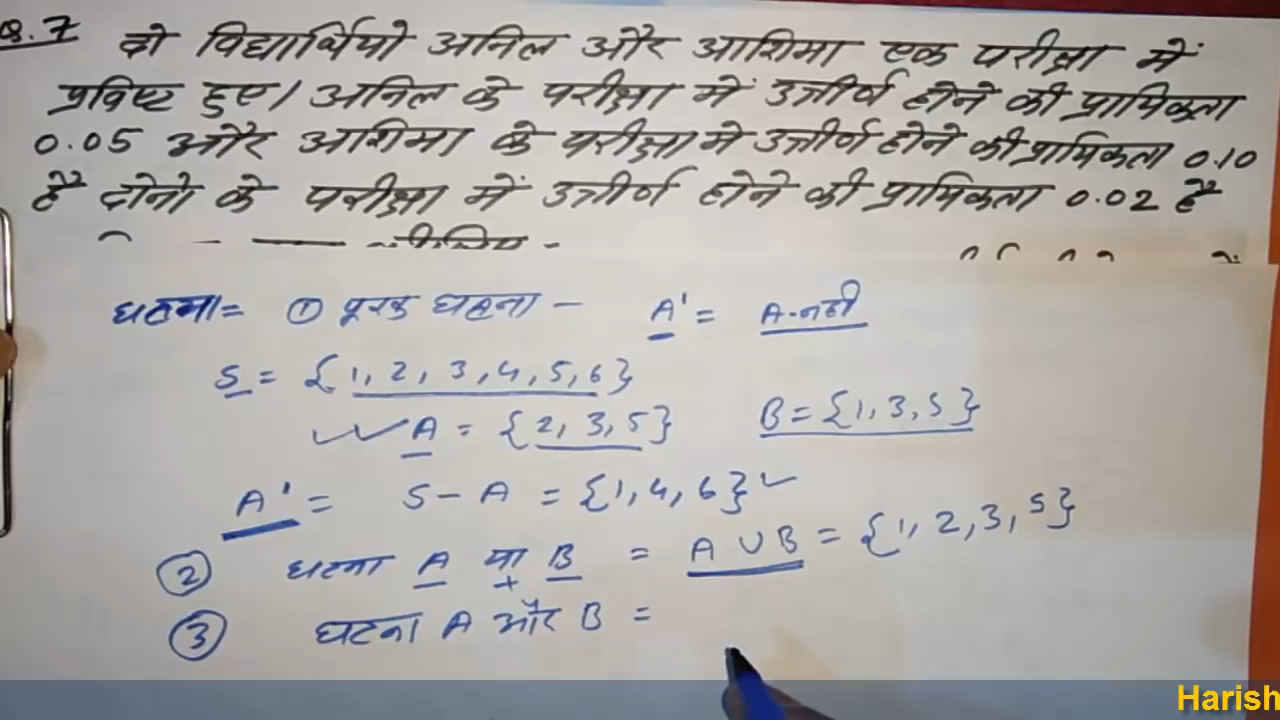 Q.7 दो विद्यार्थियो अनिल और आशिमा एक परीक्षा में
प्रविष्ट हुए। अनिल के परीक्षा में उत्तीर्ण होने की प्रायिकता
0.05 और आशिमा के परीक्षा मे उत्तीर्ण होने की प्रायिकता 0.10
है दोनो के परीक्षा में उत्तीर्ण होने की प्रायिकता 0.02 है
घटना= ① पूरक घटना - A' = A-नही
S = {1, 2, 3, 4, 5, 6}
A = {2, 3, 5} B = {1, 3, 5}
A' = S - A = {1, 4, 6}
② घटना A या B = A ∪ B = {1, 2, 3, 5}
③ घटना A और B =
Harish